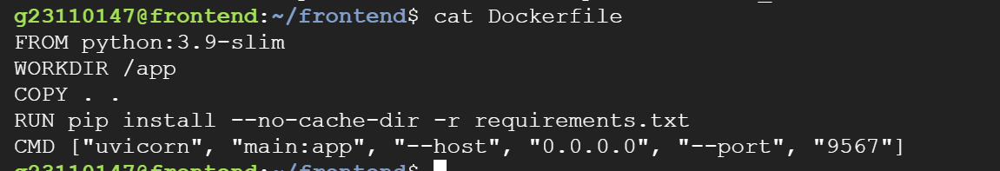 g23110147@frontend:~/frontend$ cat Dockerfile
FROM python:3.9-slim
WORKDIR /app
COPY . .
RUN pip install --no-cache-dir -r requirements.txt
CMD ["uvicorn", "main:app", "--host", "0.0.0.0", "--port", "9567"]
g23110147@frontend:~/frontend$